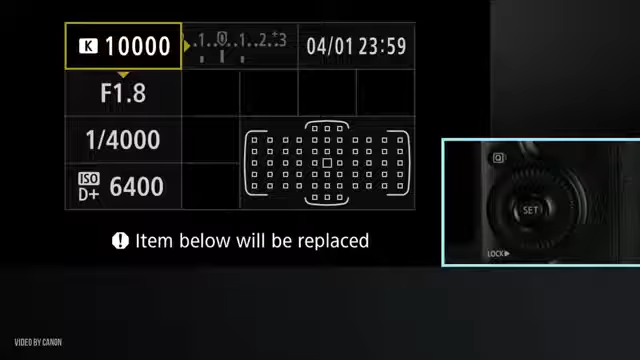 K 10000
..1..0..1..2.⁺3
04/01 23:59
F1.8
1/4000
ISO
D+ 6400
Item below will be replaced
Q
SET
LOCK▶
VIDEO BY CANON